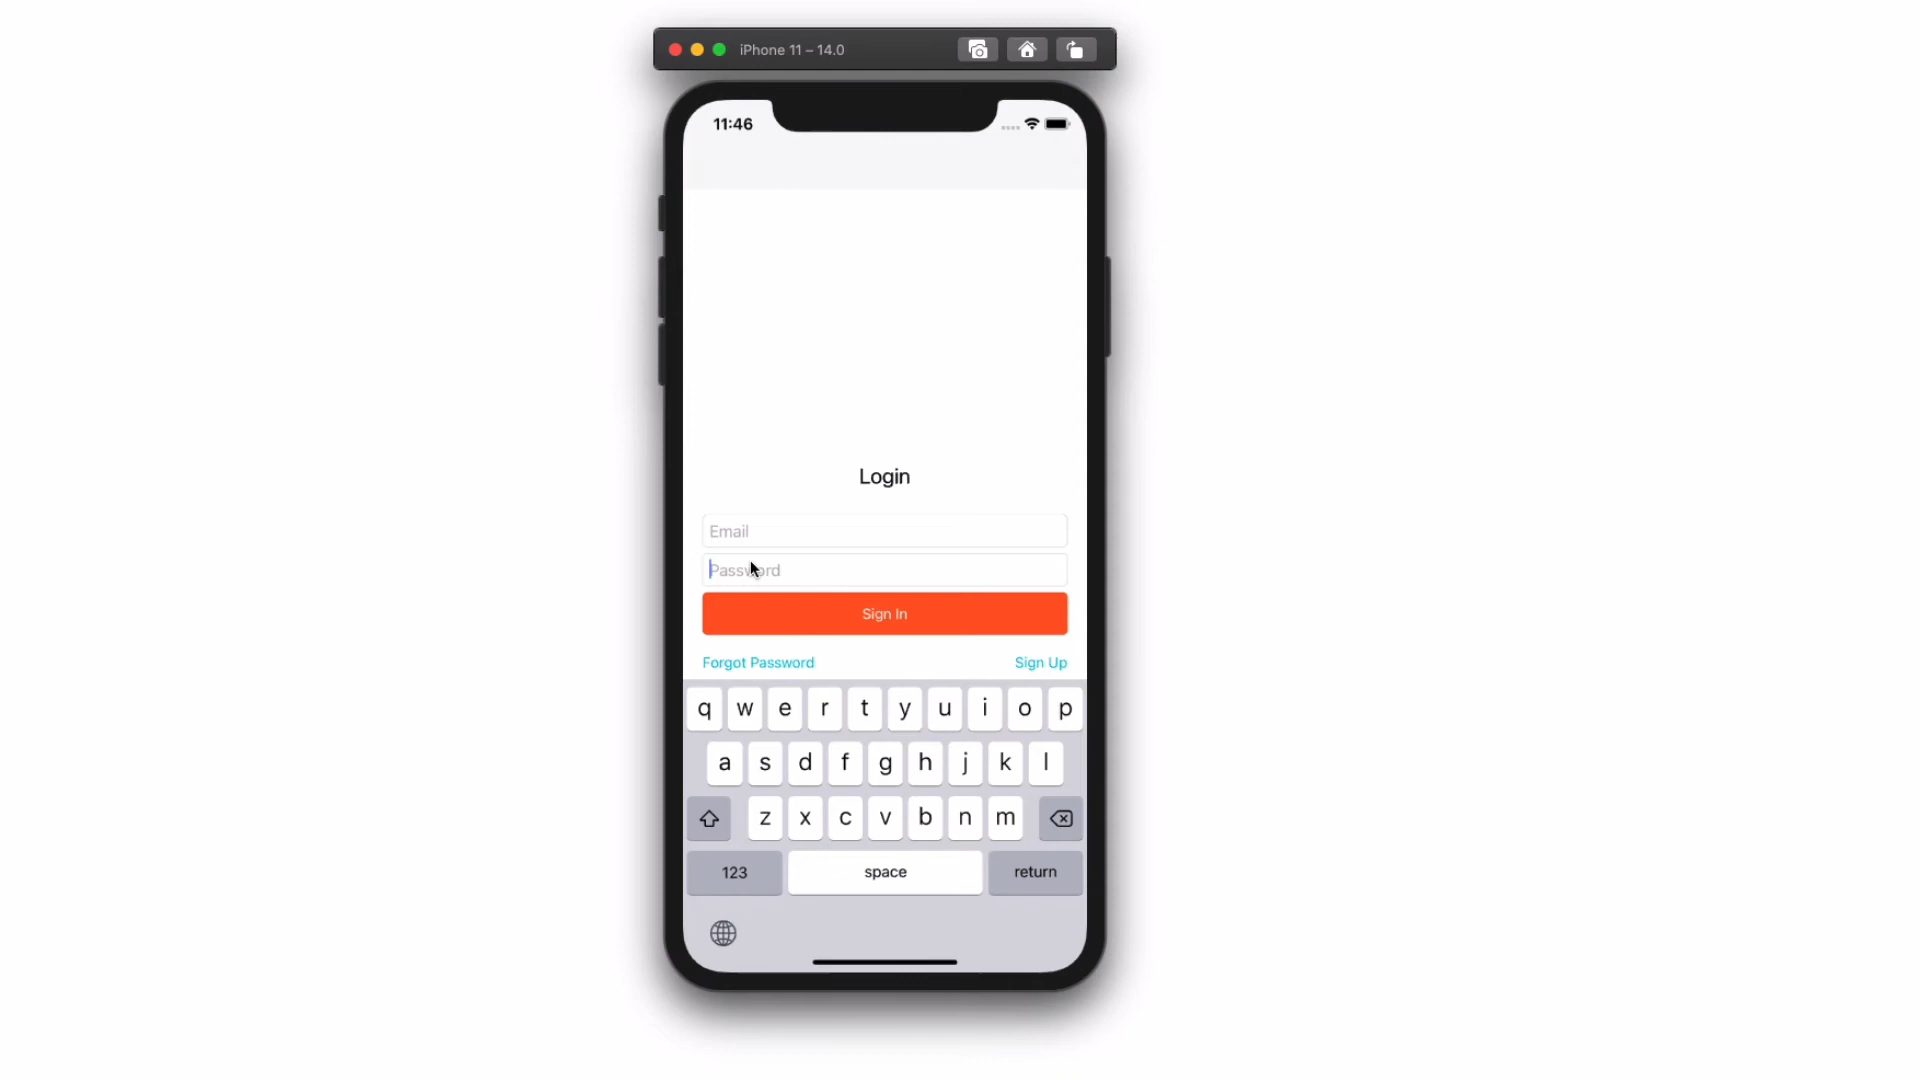 iPhone 11 – 14.0
11:46
Login
Email
Password
Sign In
Forgot Password Sign Up
q w e r t y u i o p
a s d f g h j k l
z x c v b n m
123 space return